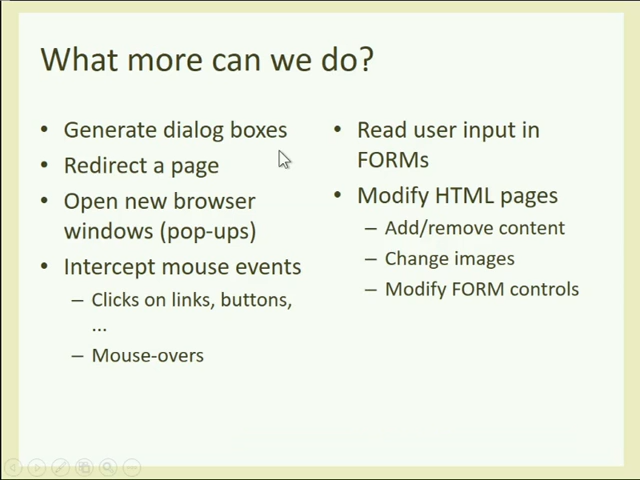 What more can we do?
• Generate dialog boxes
• Redirect a page
• Open new browser
windows (pop-ups)
• Intercept mouse events
– Clicks on links, buttons,
...
– Mouse-overs
• Read user input in
FORMs
• Modify HTML pages
– Add/remove content
– Change images
– Modify FORM controls